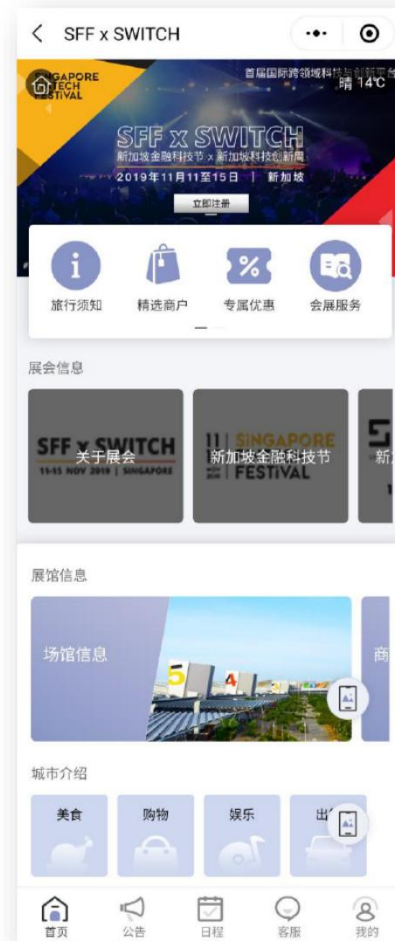 SFF x SWITCH
SINGAPORE
FINTECH
FESTIVAL
首届国际跨领域科技与创新平台
晴 14℃
SFF x SWITCH
新加坡金融科技节 x 新加坡科技创新周
2019年11月11至15日 | 新加坡
立即注册
旅行须知
精选商户
专属优惠
会展服务
展会信息
SFF x SWITCH
关于展会
11-15 NOV 2019 | SINGAPORE
SINGAPORE
新加坡金融科技节
FESTIVAL
新
展馆信息
场馆信息
5
4
商
城市介绍
美食
购物
娱乐
首页
公告
日程
客服
我的